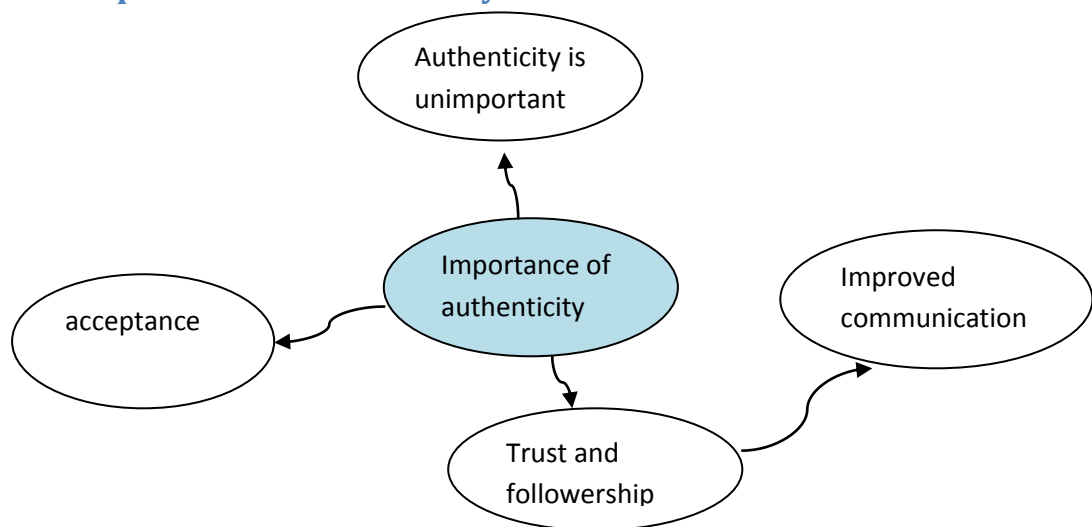 Authenticity is
unimportant
Importance of
authenticity
Improved
communication
acceptance
Trust and
followership